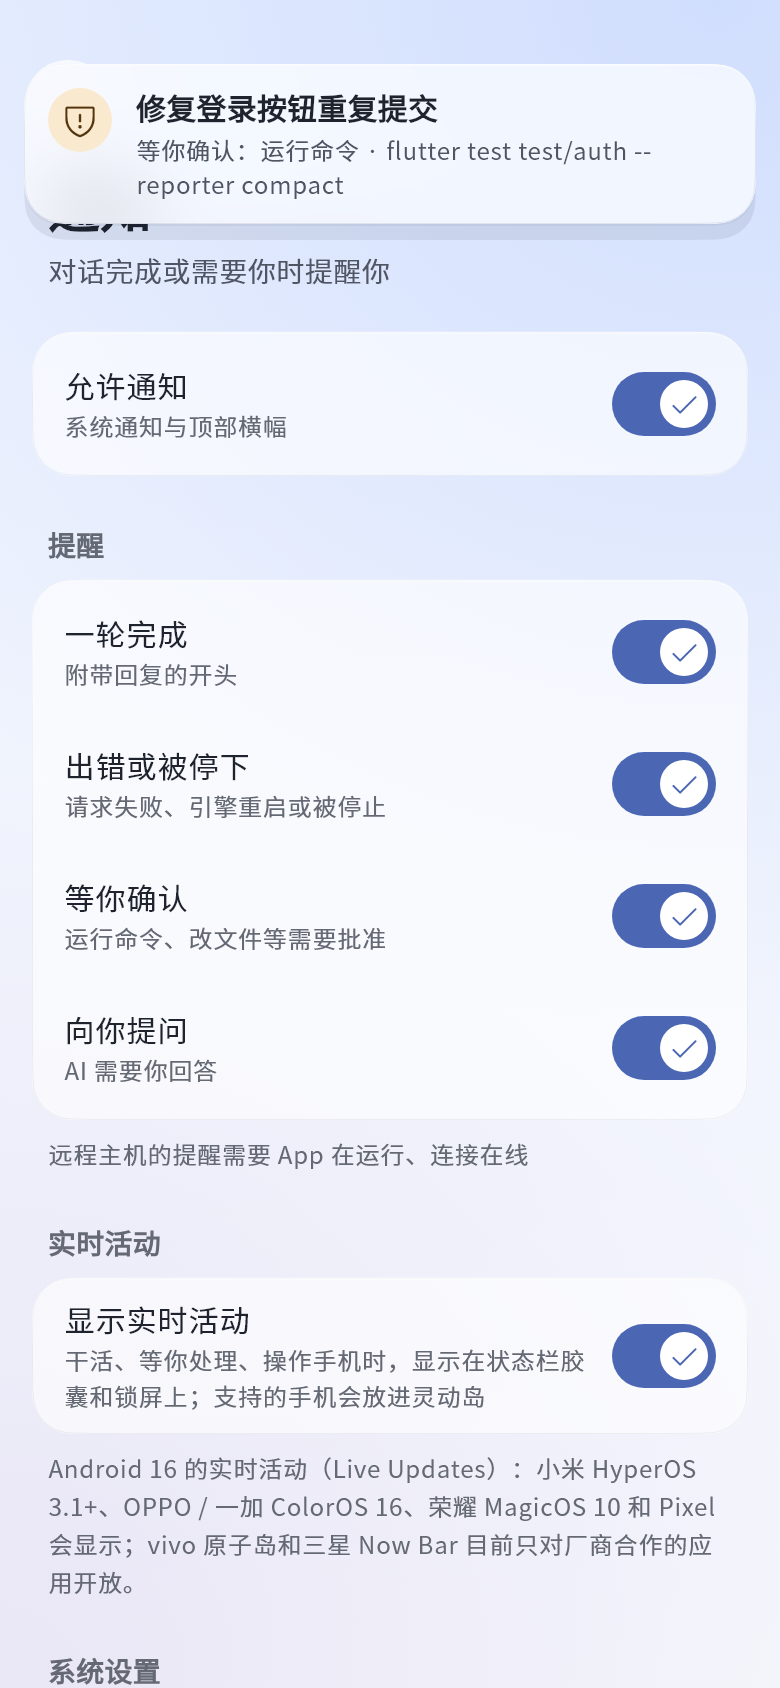 修复登录按钮重复提交
等你确认：运行命令 · flutter test test/auth --
reporter compact
对话完成或需要你时提醒你
允许通知
系统通知与顶部横幅
提醒
一轮完成
附带回复的开头
出错或被停下
请求失败、引擎重启或被停止
等你确认
运行命令、改文件等需要批准
向你提问
AI 需要你回答
远程主机的提醒需要 App 在运行、连接在线
实时活动
显示实时活动
干活、等你处理、操作手机时，显示在状态栏胶
囊和锁屏上；支持的手机会放进灵动岛
Android 16 的实时活动（Live Updates）：小米 HyperOS
3.1+、OPPO / 一加 ColorOS 16、荣耀 MagicOS 10 和 Pixel
会显示；vivo 原子岛和三星 Now Bar 目前只对厂商合作的应
用开放。
系统设置